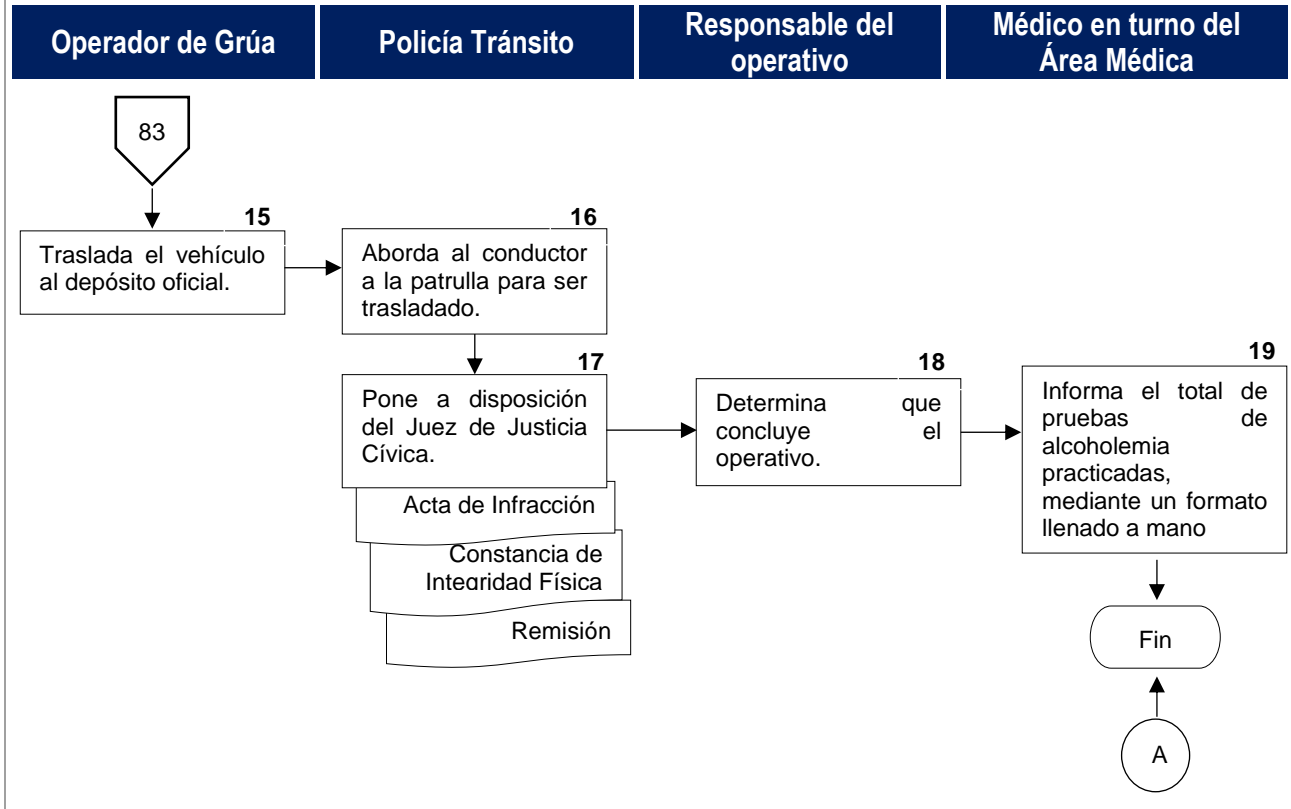 Operador de Grúa
Policía Tránsito
Responsable del
operativo
Médico en turno del
Área Médica
83
15
Traslada el vehículo
al depósito oficial.
16
Aborda al conductor
a la patrulla para ser
trasladado.
17
Pone a disposición
del Juez de Justicia
Cívica.
Acta de Infracción
Constancia de
Integridad Física
Remisión
18
Determina que
concluye el
operativo.
19
Informa el total de
pruebas de
alcoholemia
practicadas,
mediante un formato
llenado a mano
Fin
A